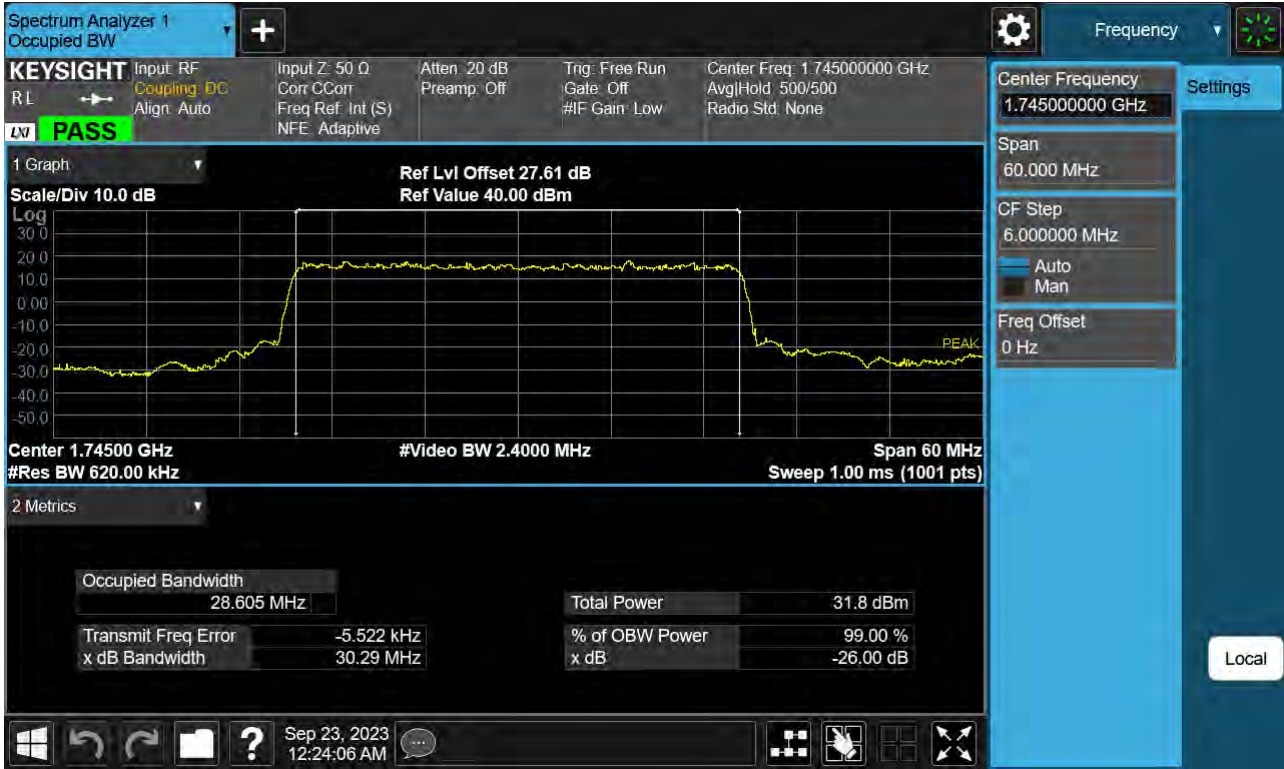 Spectrum Analyzer 1
Occupied BW
+
Frequency
KEYSIGHT
R L
LXI
PASS
Input: RF
Coupling: DC
Align: Auto
Input Z: 50 Ω
Corr CCorr
Freq Ref: Int (S)
NFE: Adaptive
Atten: 20 dB
Preamp: Off
Trig: Free Run
Gate: Off
#IF Gain: Low
Center Freq: 1.745000000 GHz
Avg|Hold: 500/500
Radio Std: None
Center Frequency
1.745000000 GHz
Settings
Span
60.000 MHz
CF Step
6.000000 MHz
Auto
Man
Freq Offset
0 Hz
Local
1 Graph
Scale/Div 10.0 dB
Ref Lvl Offset 27.61 dB
Ref Value 40.00 dBm
Log
30.0
20.0
10.0
0.00
-10.0
-20.0
-30.0
-40.0
-50.0
PEAK
Center 1.74500 GHz
#Video BW 2.4000 MHz
Span 60 MHz
#Res BW 620.00 kHz
Sweep 1.00 ms (1001 pts)
2 Metrics
Occupied Bandwidth
28.605 MHz
Total Power 31.8 dBm
Transmit Freq Error -5.522 kHz
% of OBW Power 99.00 %
x dB Bandwidth 30.29 MHz
x dB -26.00 dB
?
Sep 23, 2023
12:24:06 AM